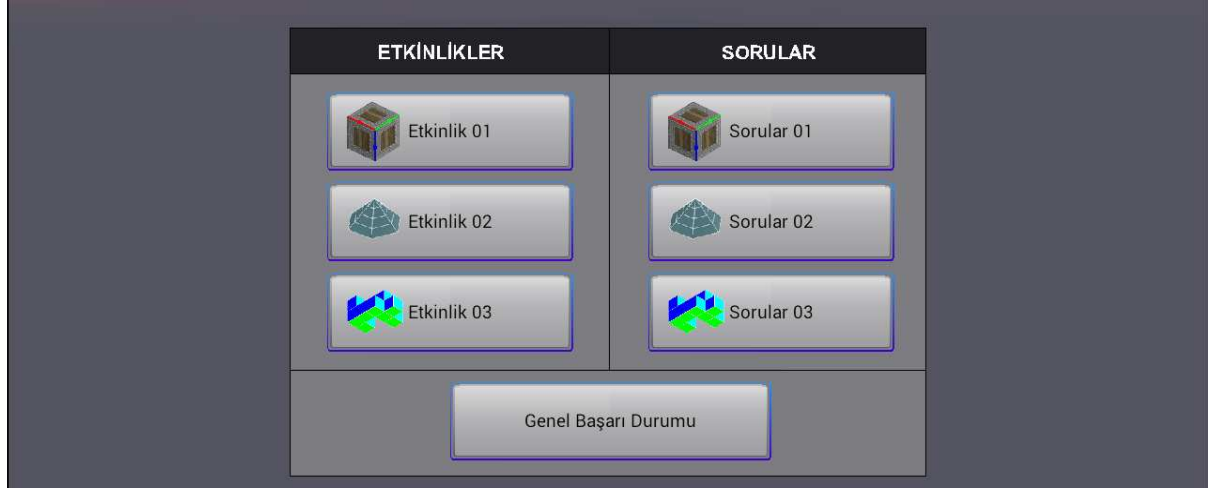 ETKİNLİKLER
SORULAR
Etkinlik 01
Sorular 01
Etkinlik 02
Sorular 02
Etkinlik 03
Sorular 03
Genel Başarı Durumu